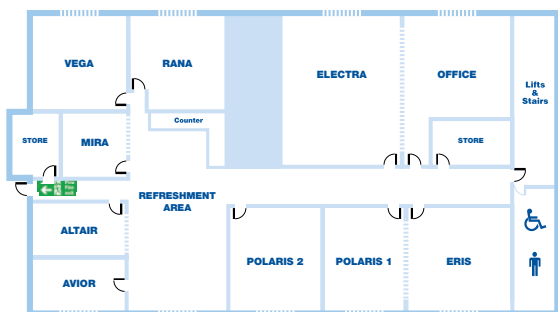 VEGA
RANA
ELECTRA
OFFICE
Lifts
&
Stairs
Counter
STORE
MIRA
STORE
REFRESHMENT
AREA
ALTAIR
POLARIS 2
POLARIS 1
ERIS
AVIOR